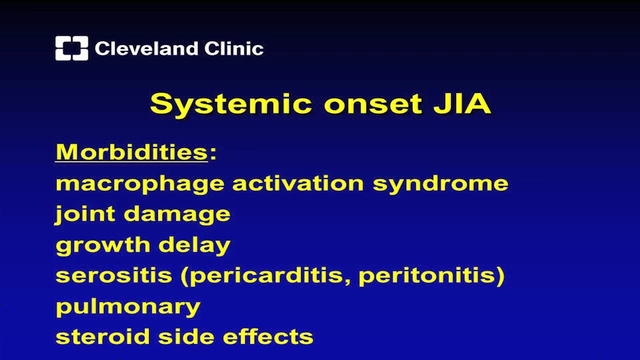 Cleveland Clinic
Systemic onset JIA
Morbidities:
macrophage activation syndrome
joint damage
growth delay
serositis (pericarditis, peritonitis)
pulmonary
steroid side effects